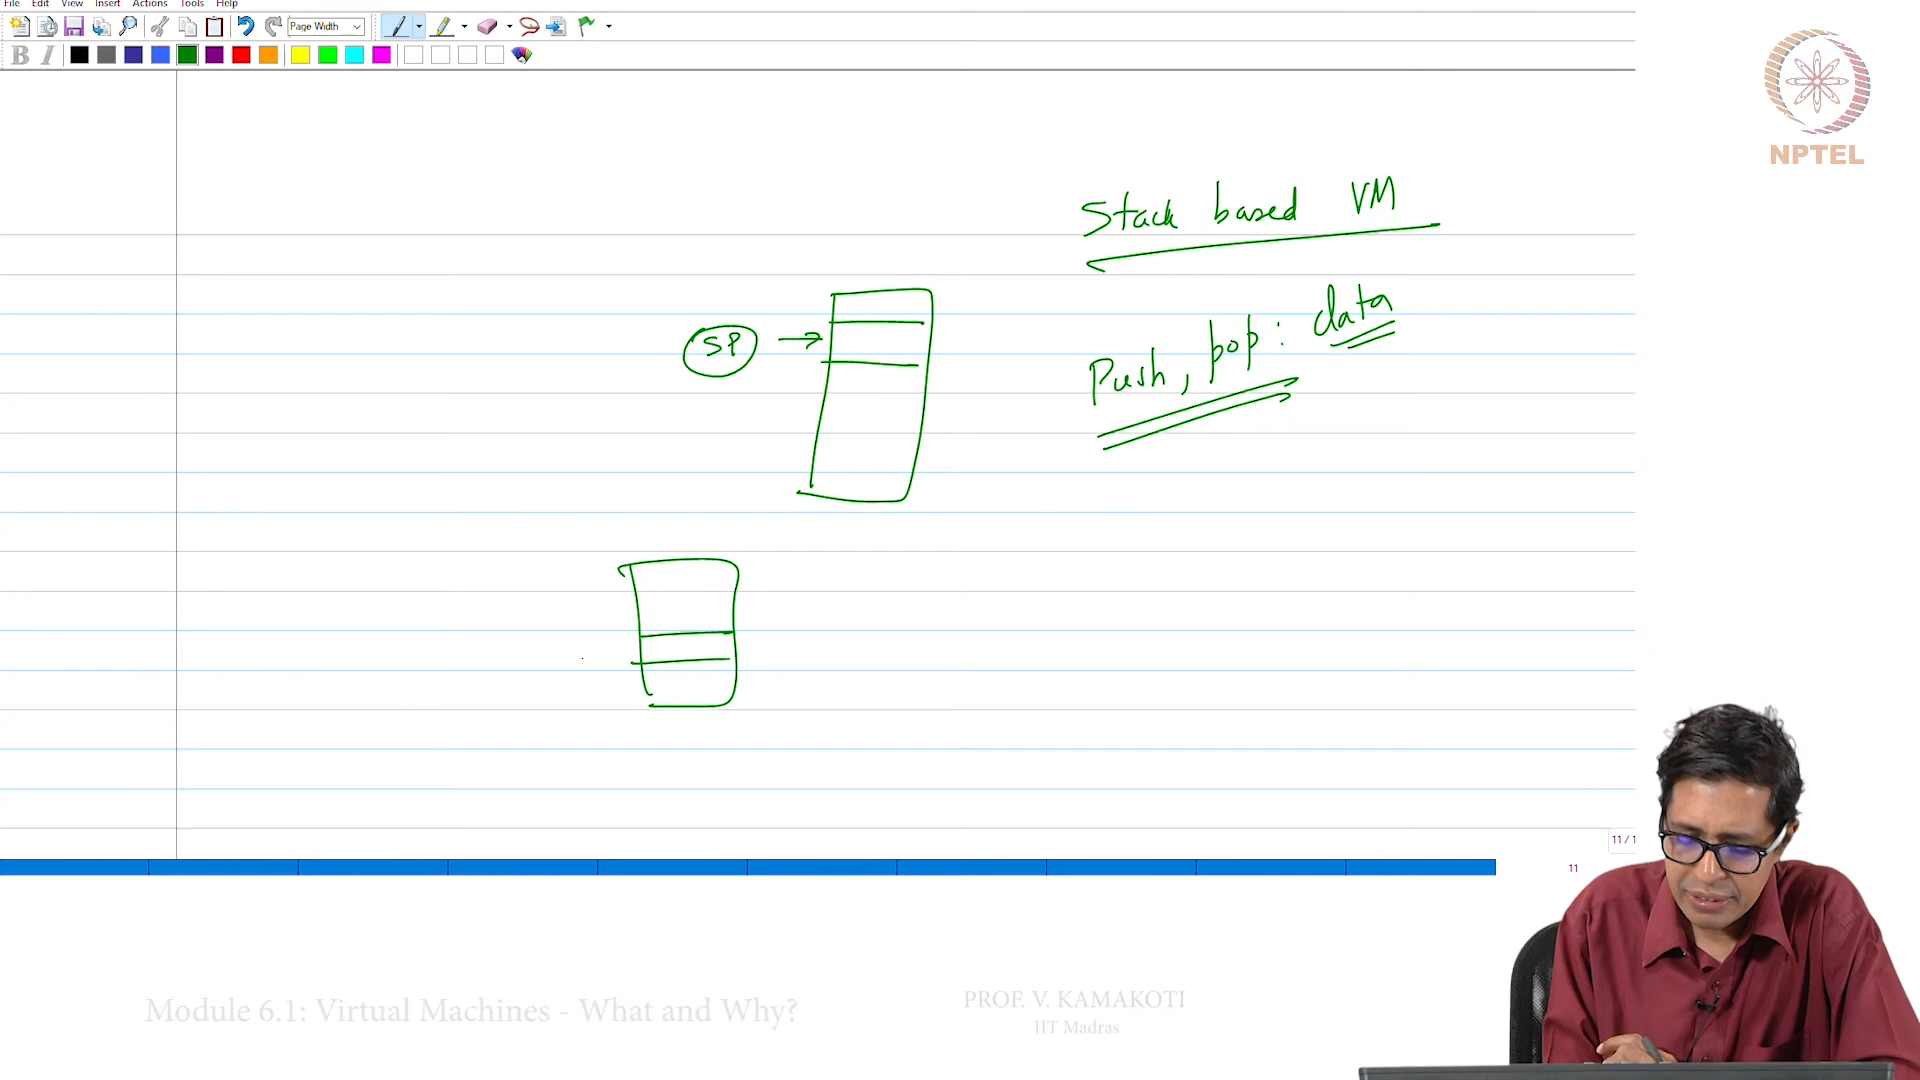 File Edit View Insert Actions Tools Help
Page Width
B I
NPTEL
Stack based VM
SP
Push, pop: data
11 / 1
11
Module 6.1: Virtual Machines - What and Why?
PROF. V. KAMAKOTI
IIT Madras